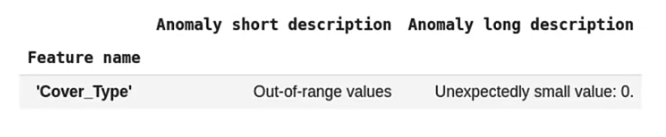 Anomaly short description Anomaly long description
Feature name
'Cover_Type' Out-of-range values Unexpectedly small value: 0.